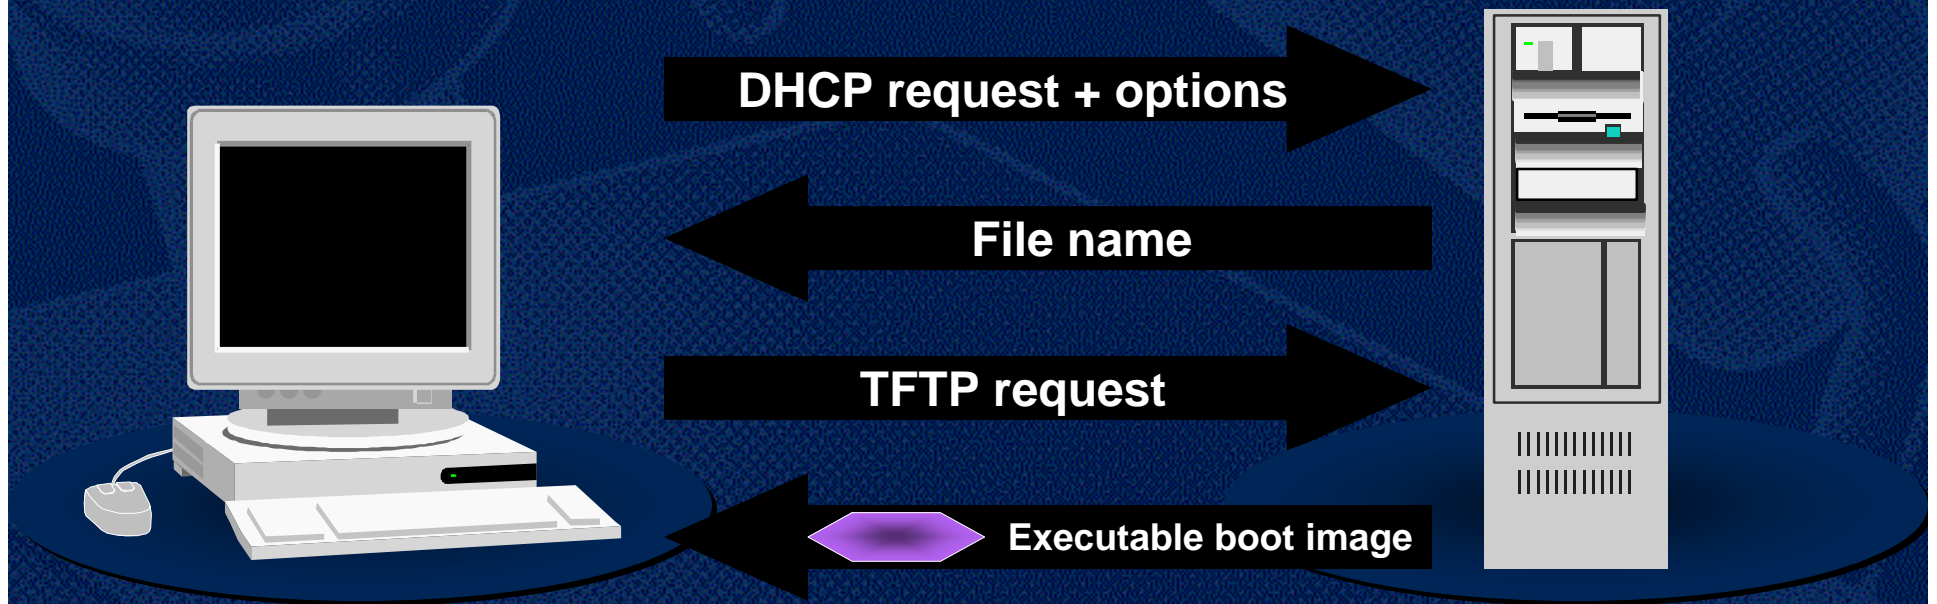 DHCP request + options
File name
TFTP request
Executable boot image